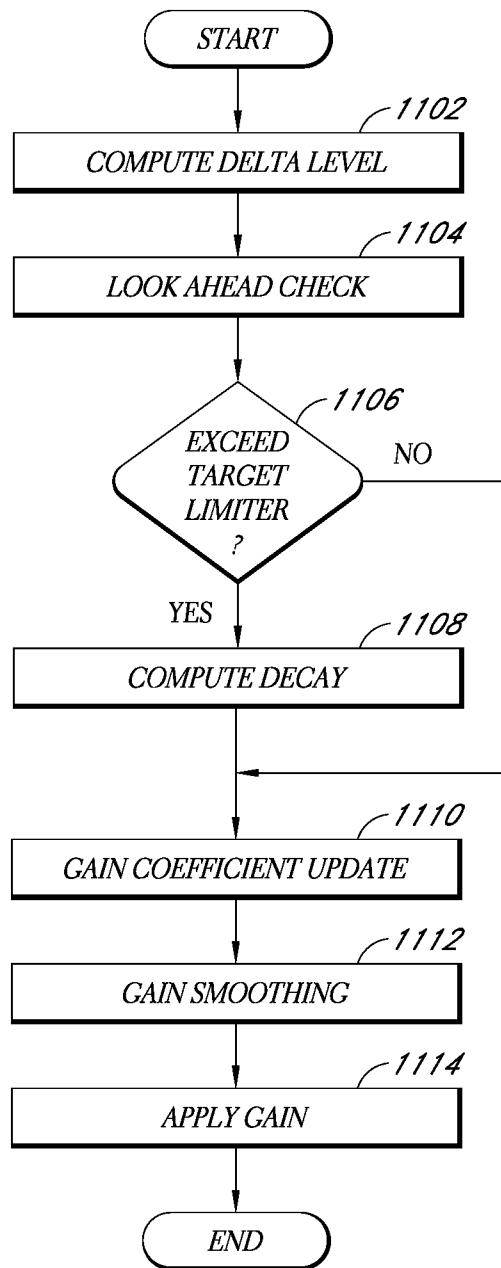 START
1102
COMPUTE DELTA LEVEL
1104
LOOK AHEAD CHECK
1106
EXCEED
TARGET
LIMITER
?
NO
YES
1108
COMPUTE DECAY
1110
GAIN COEFFICIENT UPDATE
1112
GAIN SMOOTHING
1114
APPLY GAIN
END